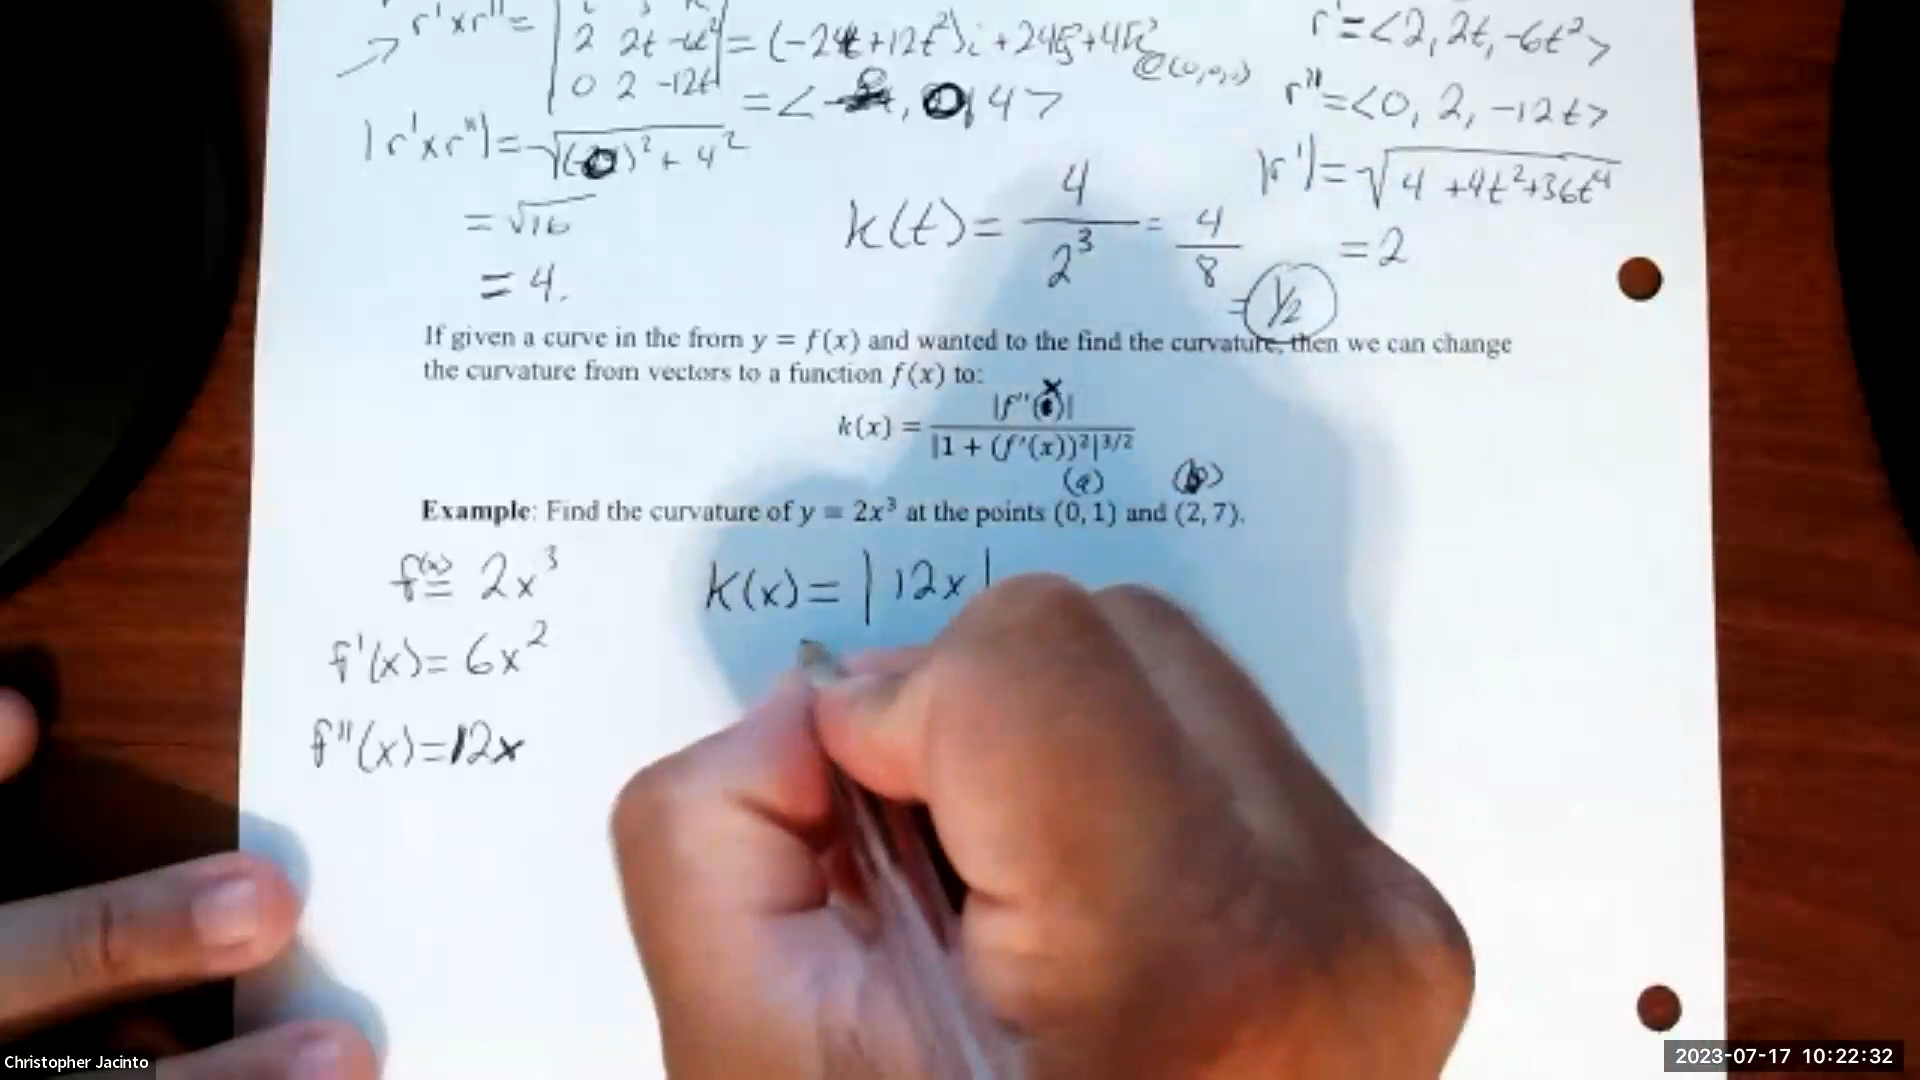 r'xr"= | 2 2t -6t² | = (-24t+12t²)i + 24tj + 4k
0 2 -12t
@(0,0,0)
= < , 0, 4>
|r'xr"| = √(-0)² + 4²
= √16
= 4.
r'=<2, 2t, -6t²>
r"=<0, 2, -12t>
|r'| = √4 +4t²+36t⁴
= 2
k(t) = 4/2³ = 4/8
= 1/2
If given a curve in the from y = f(x) and wanted to the find the curvature, then we can change
the curvature from vectors to a function f(x) to:
k(x) = |f''(x)| / |1 + (f'(x))²|^3/2
(a) (b)
Example: Find the curvature of y = 2x³ at the points (0, 1) and (2, 7).
f(x) = 2x³
f'(x) = 6x²
f"(x) = 12x
k(x) = |12x|
Christopher Jacinto
2023-07-17 10:22:32